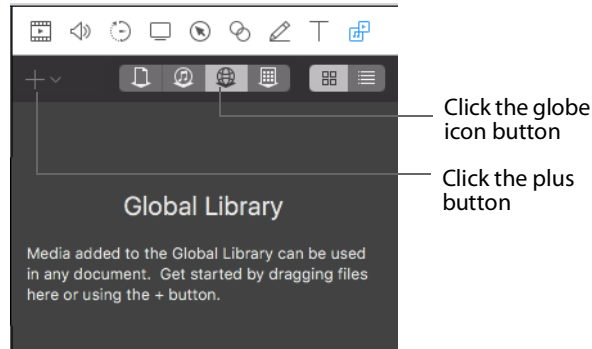 Click the globe
icon button
Click the plus
button
Global Library
Media added to the Global Library can be used
in any document.  Get started by dragging files
here or using the + button.